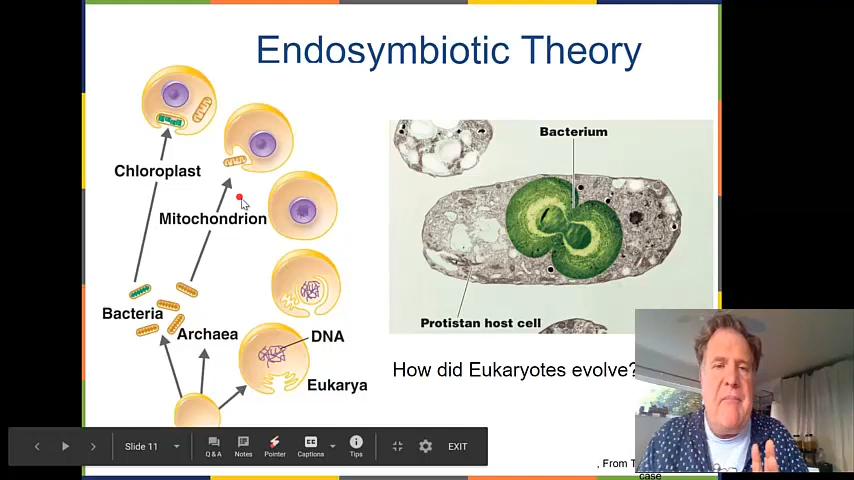 Endosymbiotic Theory
Chloroplast
Mitochondrion
Bacteria
Archaea
DNA
Eukarya
Bacterium
Protistan host cell
How did Eukaryotes evolve?
, From T
case
Slide 11
Q & A
Notes
Pointer
Captions
Tips
EXIT